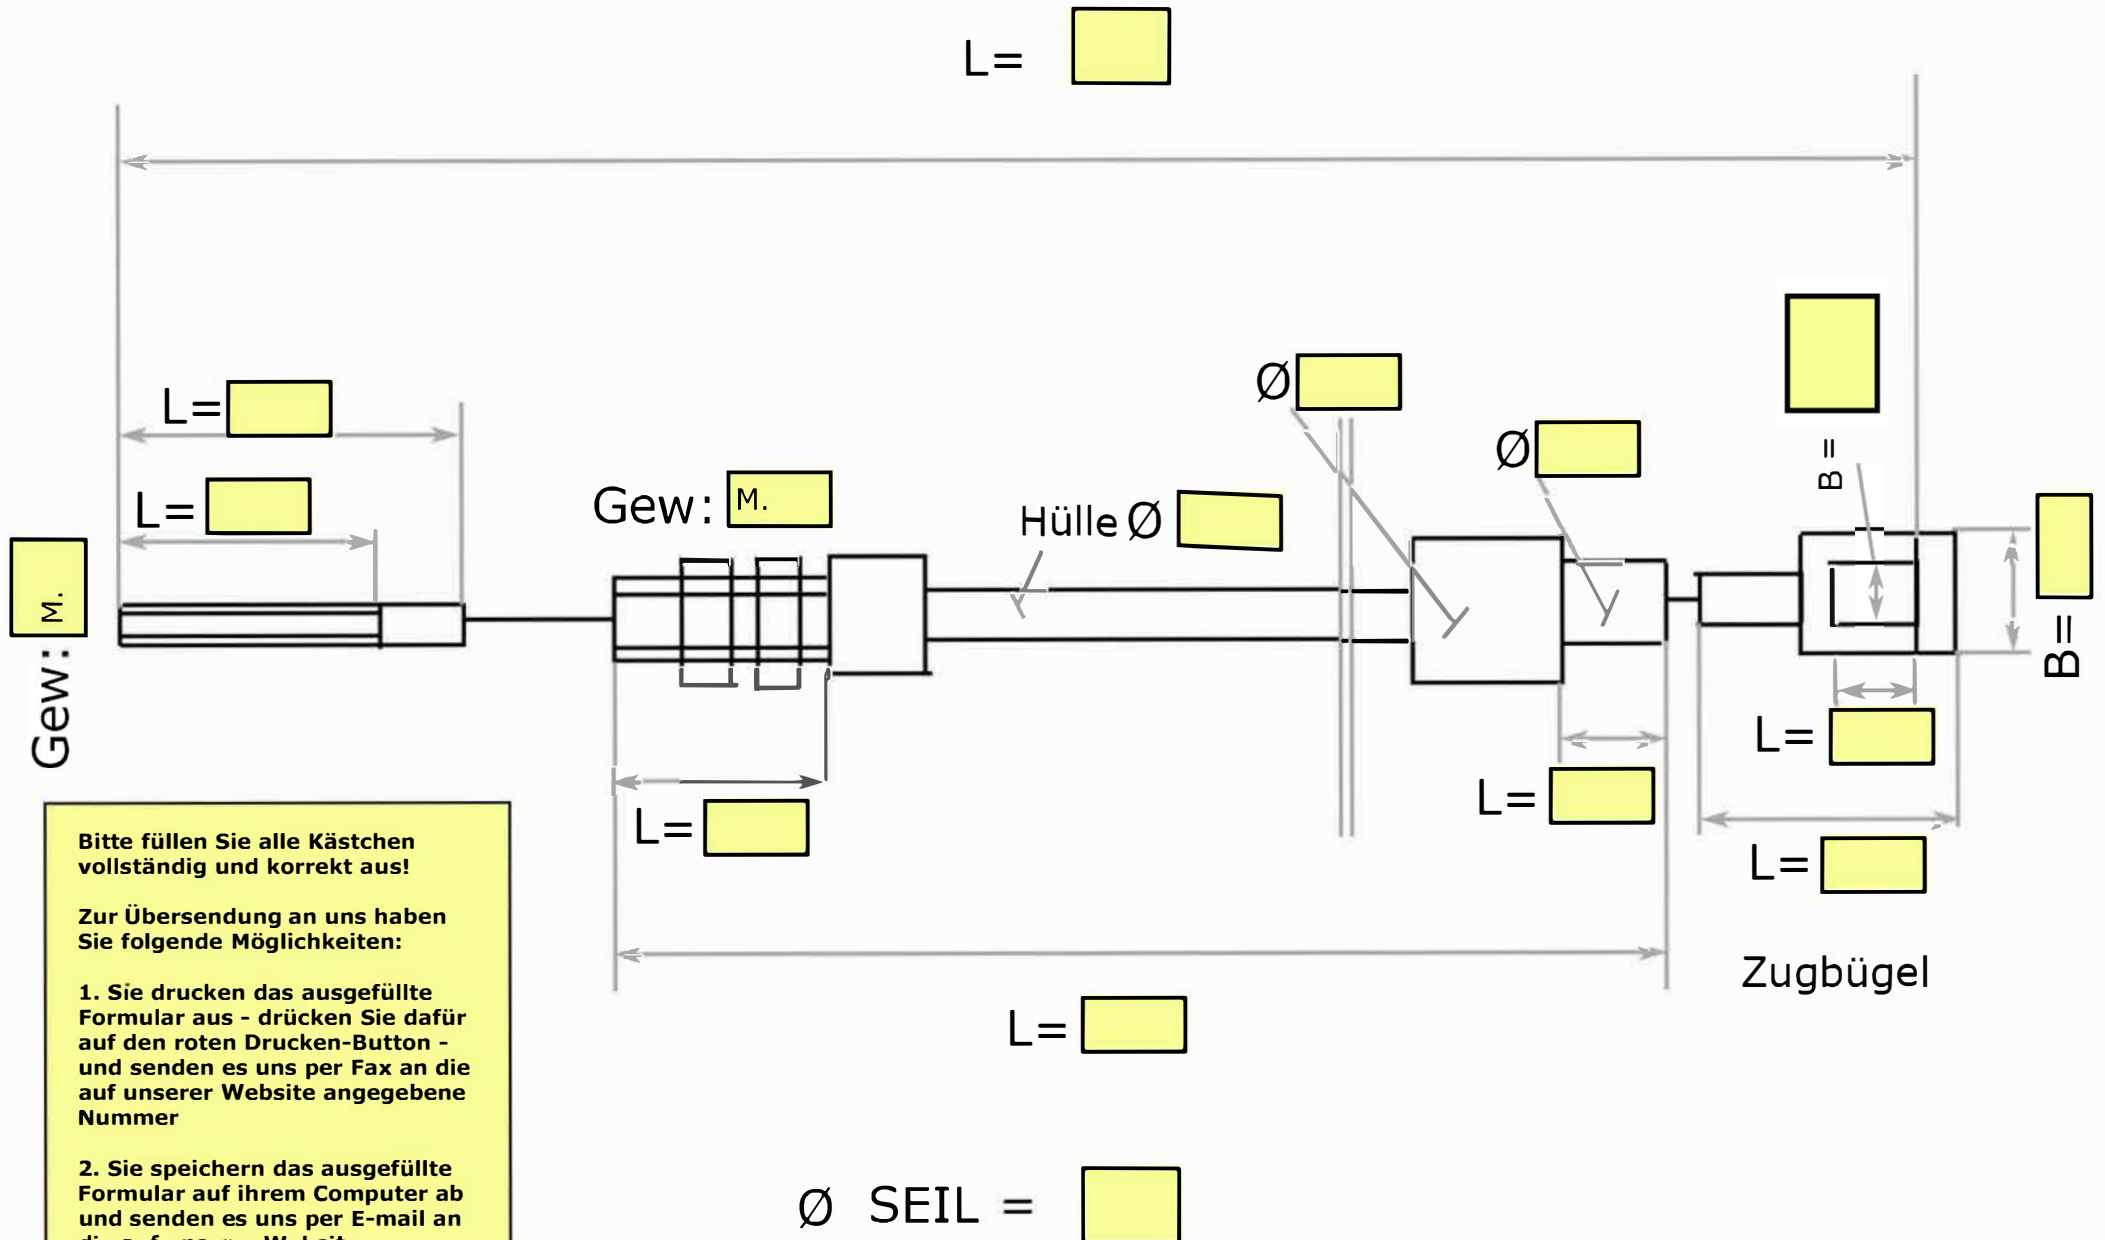 L=
L=
L=
Gew: M.
Gew: M.
Hülle Ø
Ø
Ø
B =
B=
L=
L=
L=
L=
Zugbügel
L=
Ø SEIL =
Bitte füllen Sie alle Kästchen
vollständig und korrekt aus!
Zur Übersendung an uns haben
Sie folgende Möglichkeiten:
1. Sie drucken das ausgefüllte
Formular aus - drücken Sie dafür
auf den roten Drucken-Button -
und senden es uns per Fax an die
auf unserer Website angegebene
Nummer
2. Sie speichern das ausgefüllte
Formular auf ihrem Computer ab
und senden es uns per E-mail an